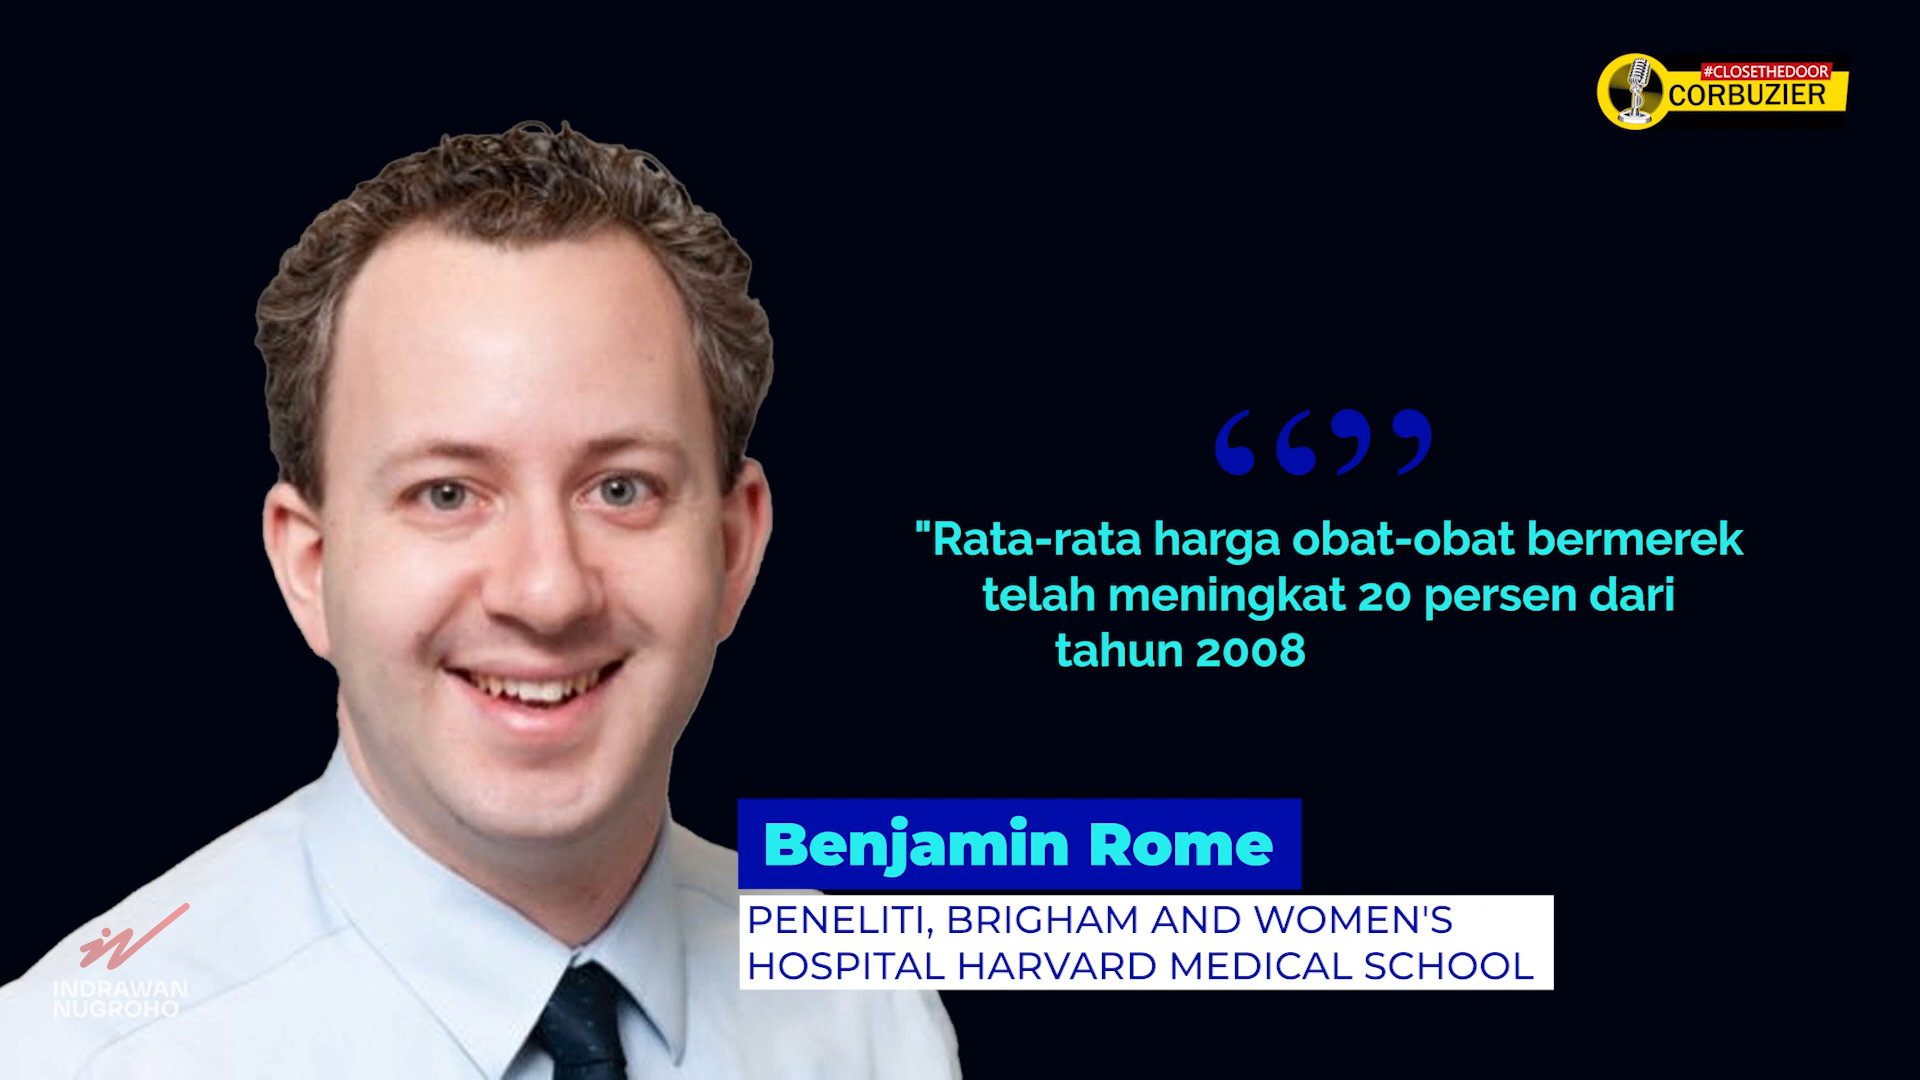 #CLOSETHEDOOR
CORBUZIER
"Rata-rata harga obat-obat bermerek
telah meningkat 20 persen dari
tahun 2008
Benjamin Rome
PENELITI, BRIGHAM AND WOMEN'S
HOSPITAL HARVARD MEDICAL SCHOOL
INDRAWAN
NUGROHO